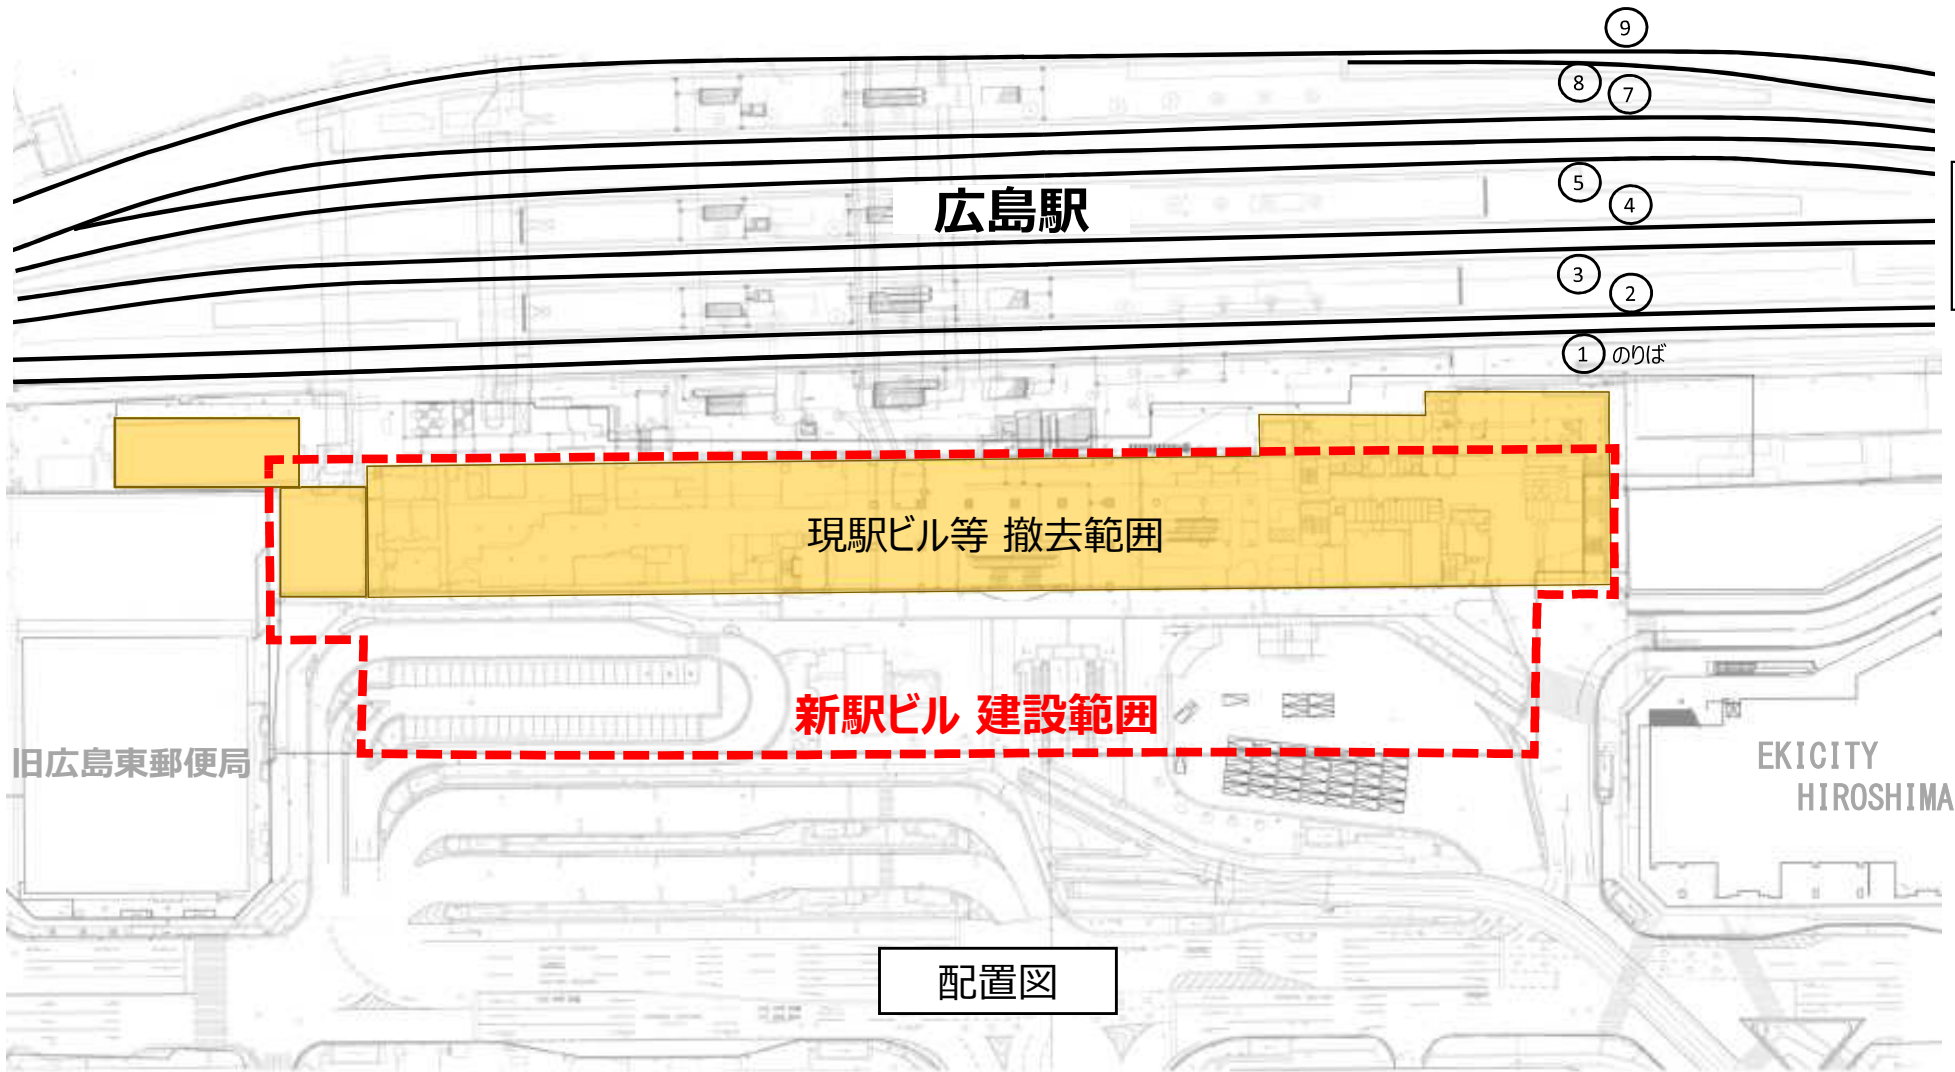 9
8
7
5
広島駅
4
3
2
1 のりば
現駅ビル等 撤去範囲
新駅ビル 建設範囲
旧広島東郵便局
EKICITY
HIROSHIMA
配置図